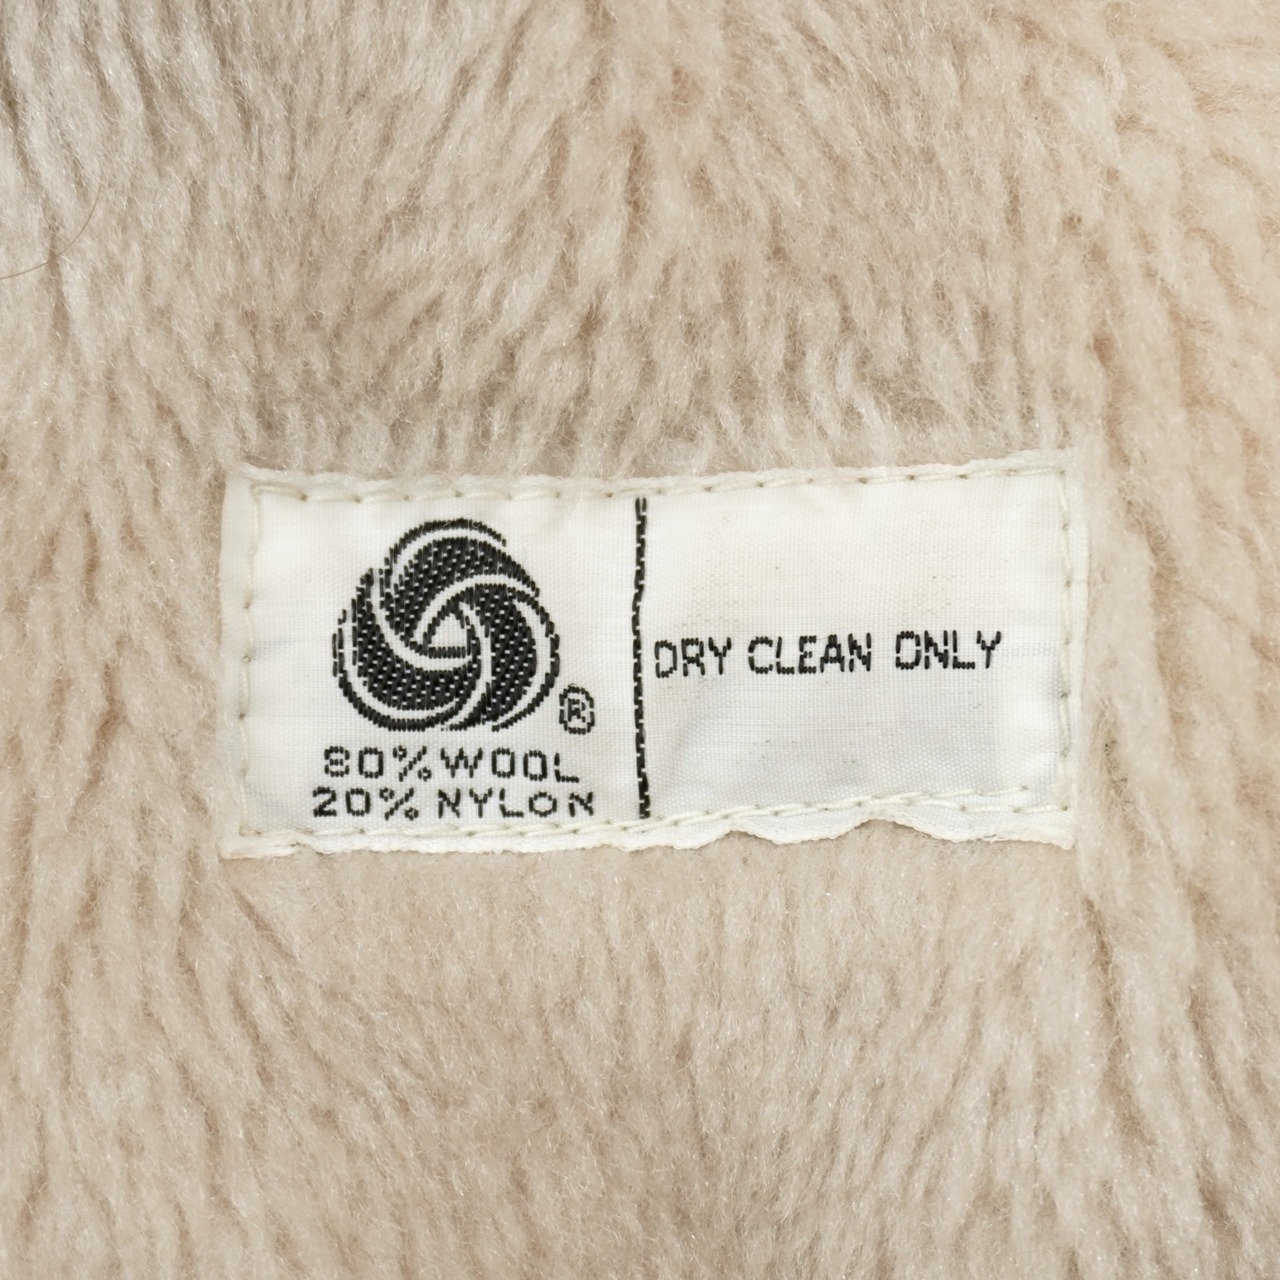 ®
80% WOOL
20% NYLON
DRY CLEAN ONLY